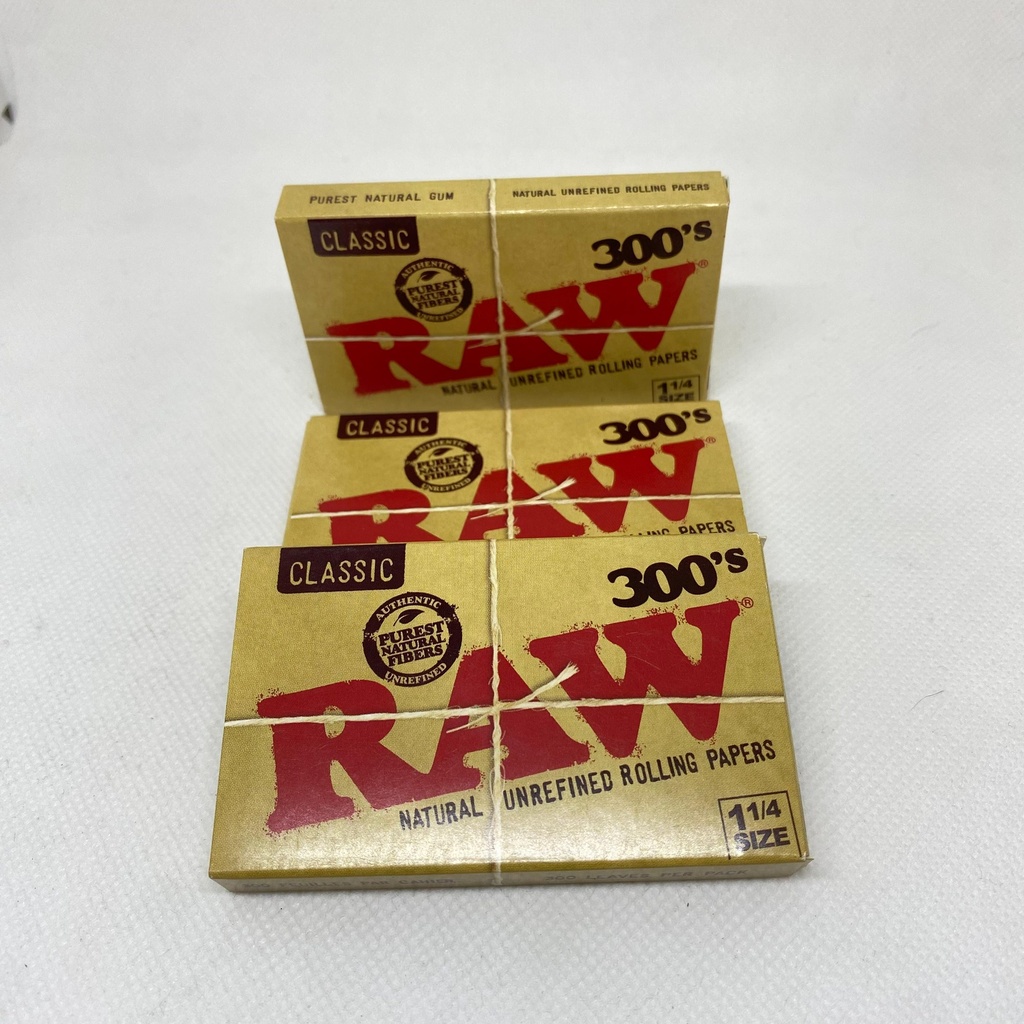 PUREST NATURAL GUM
NATURAL UNREFINED ROLLING PAPERS
CLASSIC
300's
AUTHENTIC
PUREST
NATURAL
FIBERS
UNREFINED
RAW®
NATURAL UNREFINED ROLLING PAPERS
1 1/4
SIZE
CLASSIC
300's
AUTHENTIC
PUREST
NATURAL
FIBERS
UNREFINED
RAW®
PAPERS
CLASSIC
300's
AUTHENTIC
PUREST
NATURAL
FIBERS
UNREFINED
RAW®
NATURAL UNREFINED ROLLING PAPERS
1 1/4
SIZE
PER PACK